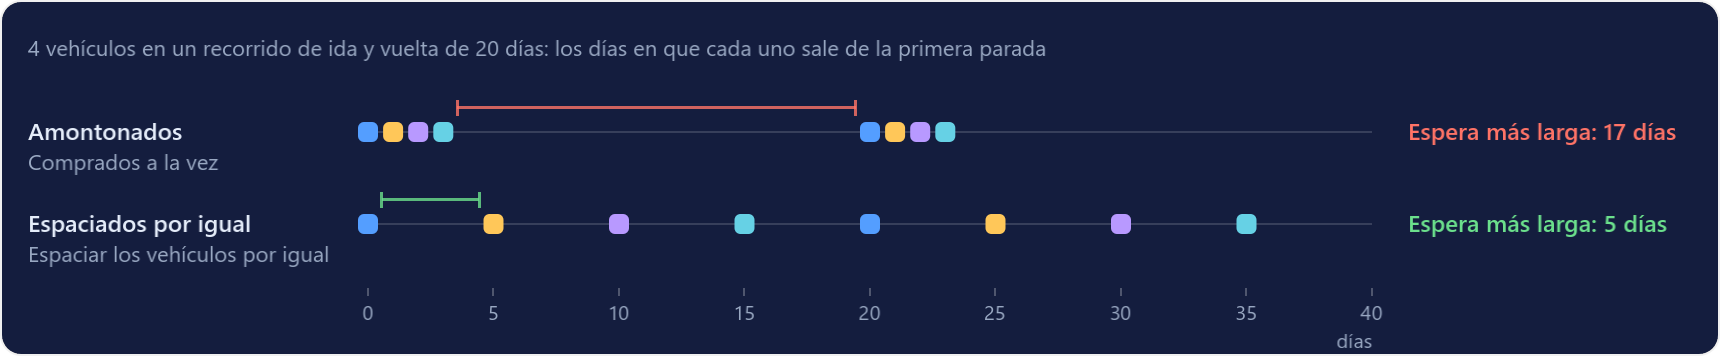 4 vehículos en un recorrido de ida y vuelta de 20 días: los días en que cada uno sale de la primera parada
Amontonados
Comprados a la vez
Espera más larga: 17 días
Espaciados por igual
Espaciar los vehículos por igual
Espera más larga: 5 días
0 5 10 15 20 25 30 35 40
días